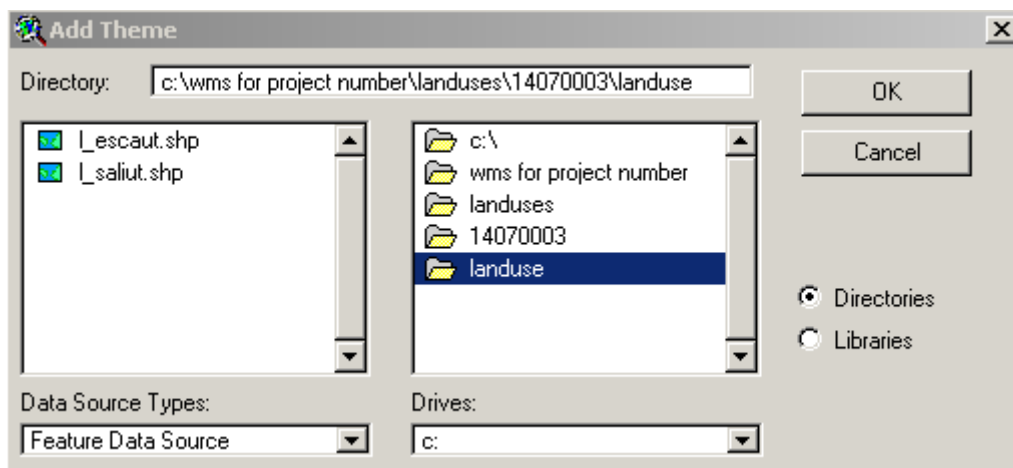 Add Theme
Directory: c:\wms for project number\landuses\14070003\landuse
OK
Cancel
l_escaut.shp
l_saliut.shp
c:\
wms for project number
landuses
14070003
landuse
Directories
Libraries
Data Source Types:
Feature Data Source
Drives:
c: